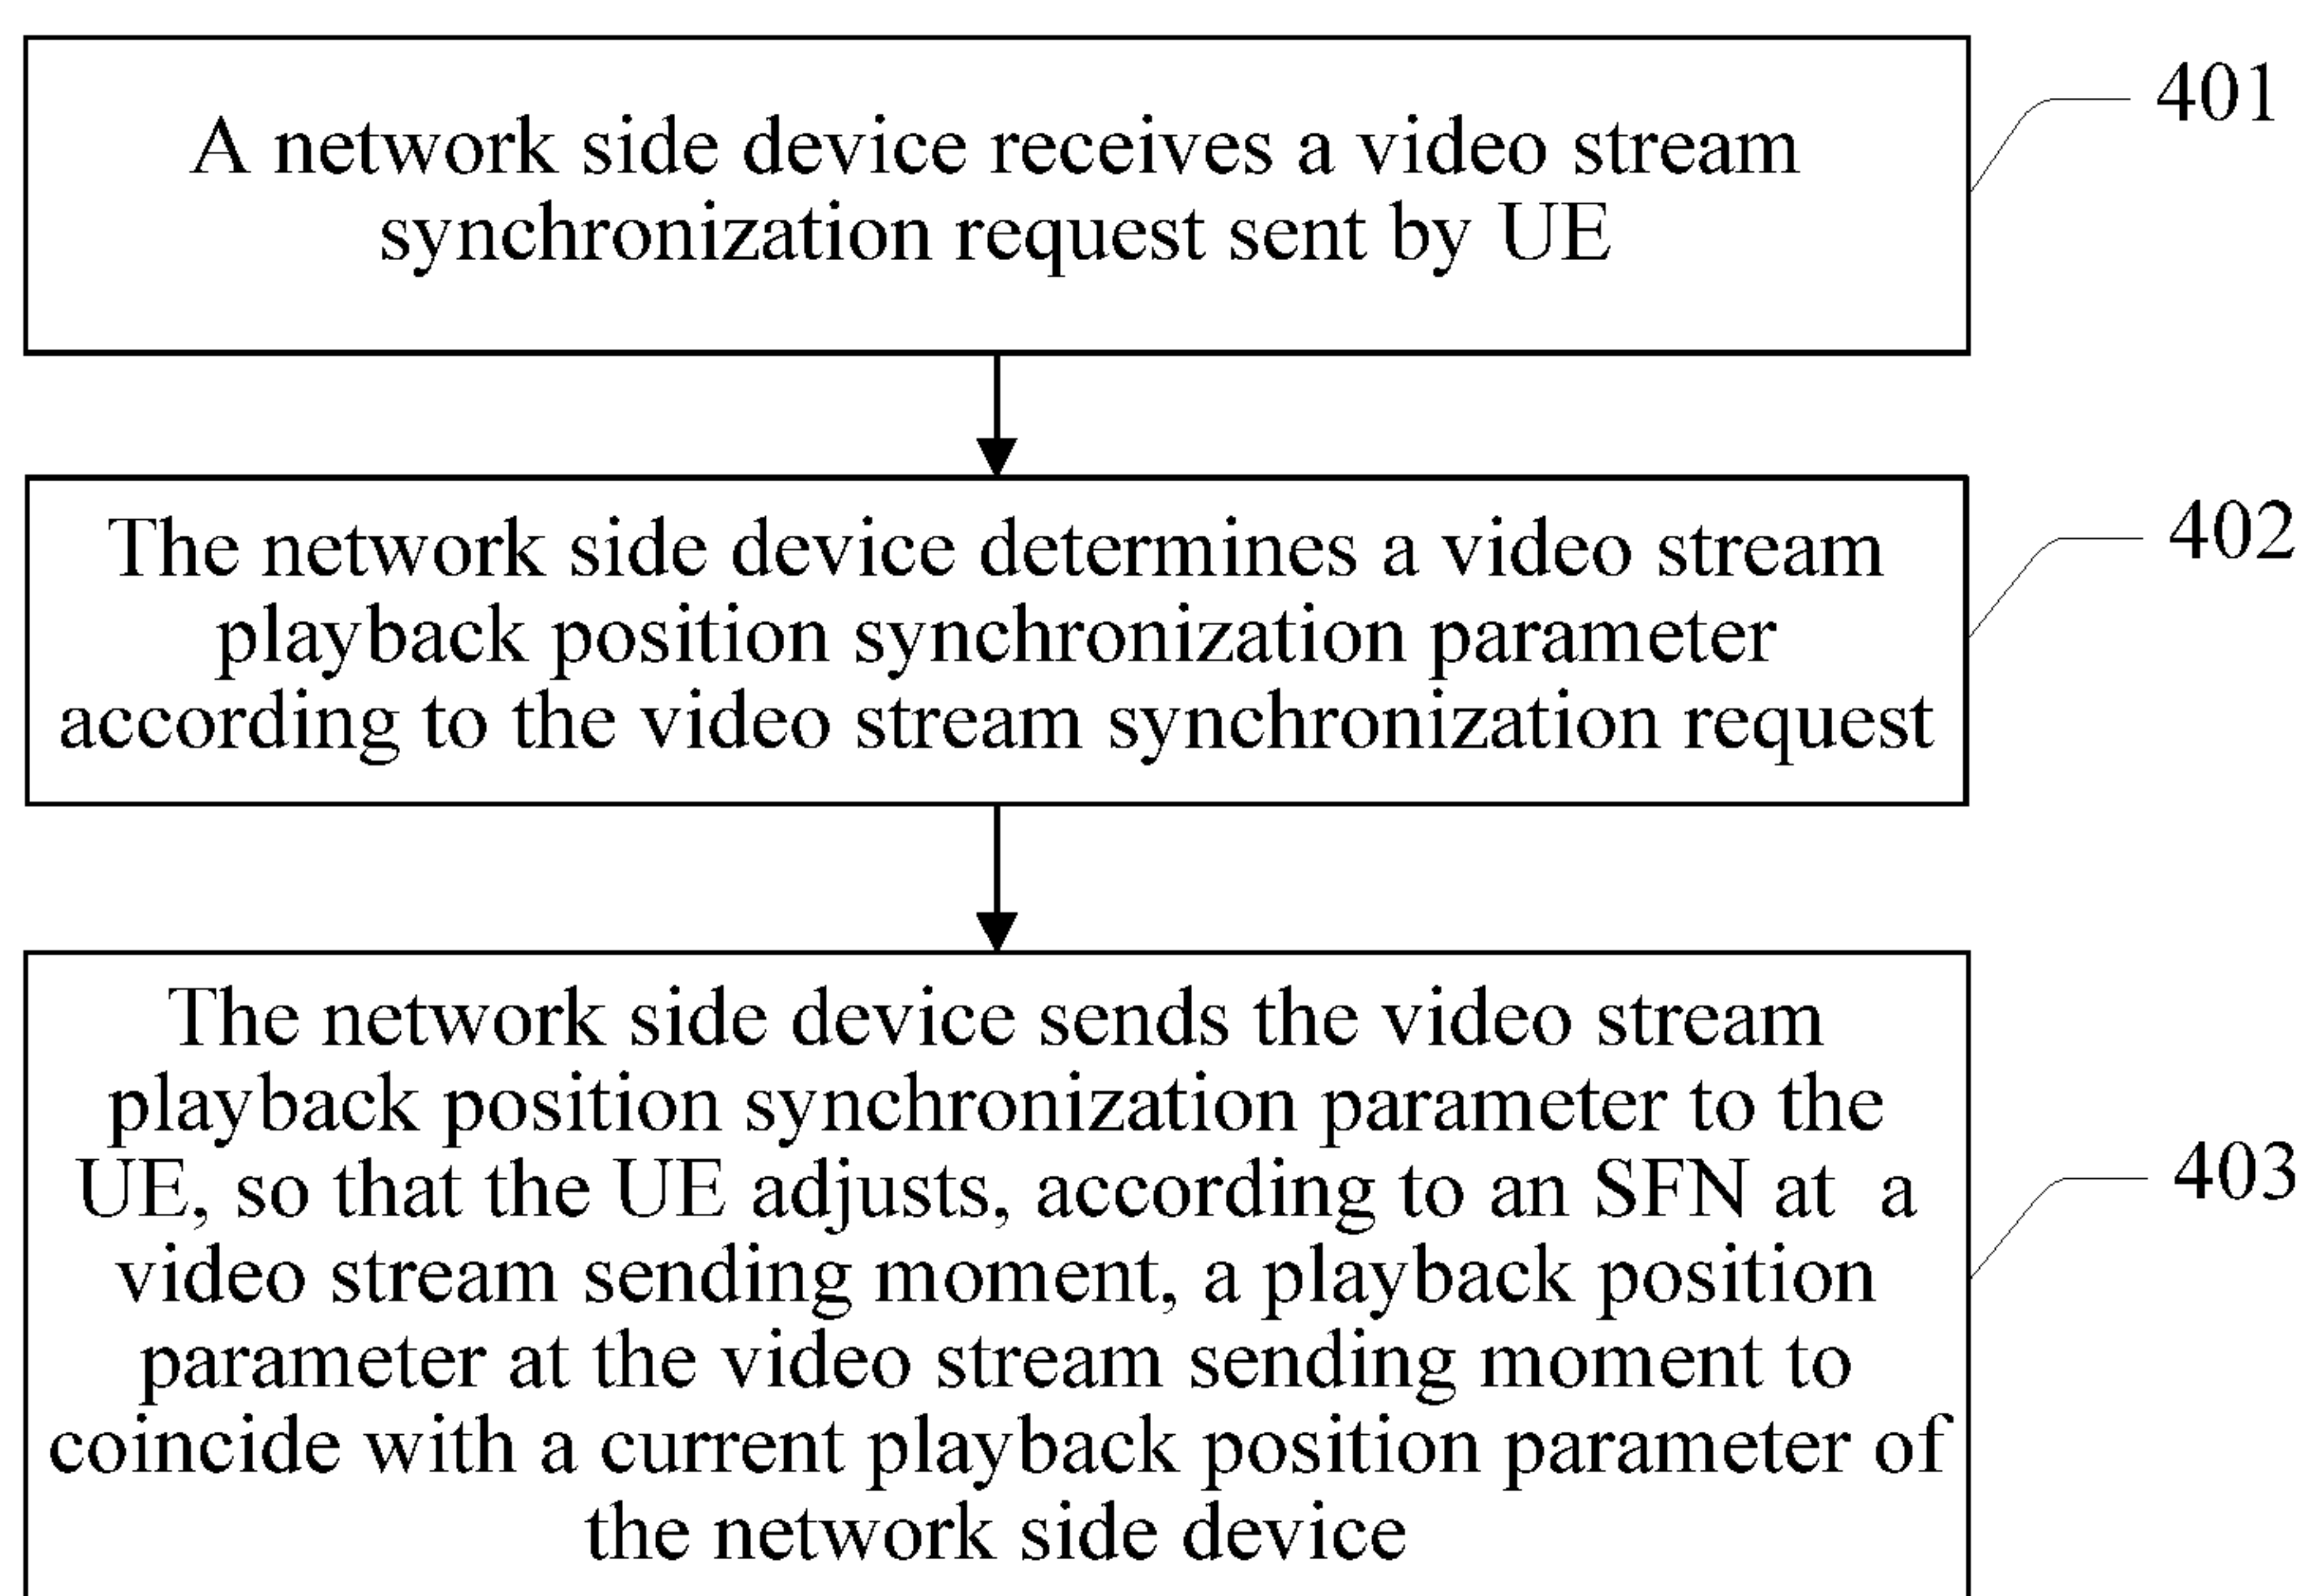 A network side device receives a video stream
synchronization request sent by UE
401
The network side device determines a video stream
playback position synchronization parameter
according to the video stream synchronization request
402
The network side device sends the video stream
playback position synchronization parameter to the
UE, so that the UE adjusts, according to an SFN at a
video stream sending moment, a playback position
parameter at the video stream sending moment to
coincide with a current playback position parameter of
the network side device
403